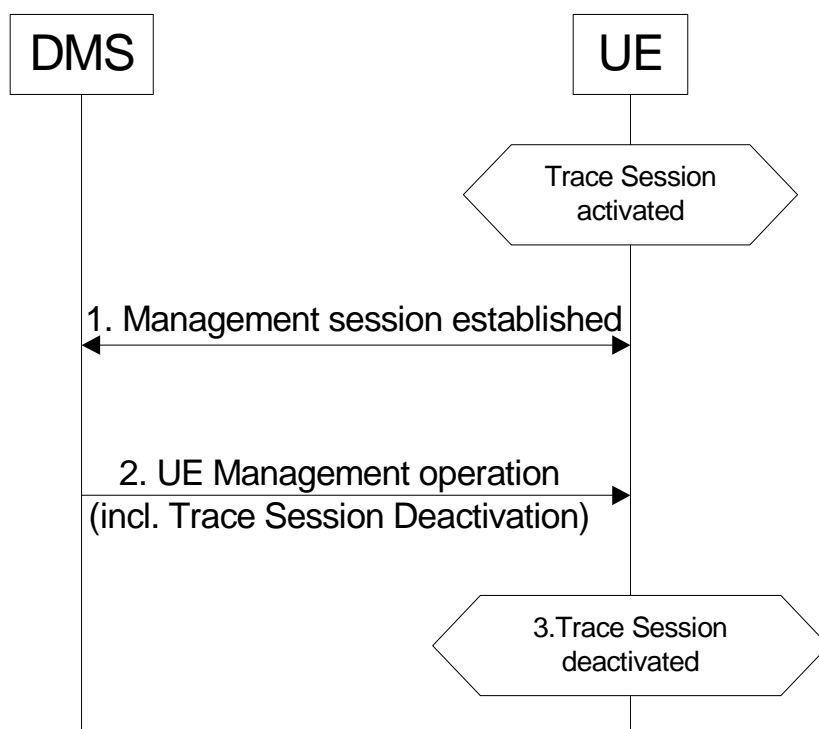 DMS
UE
Trace Session
activated
1. Management session established
2. UE Management operation
(incl. Trace Session Deactivation)
3.Trace Session
deactivated